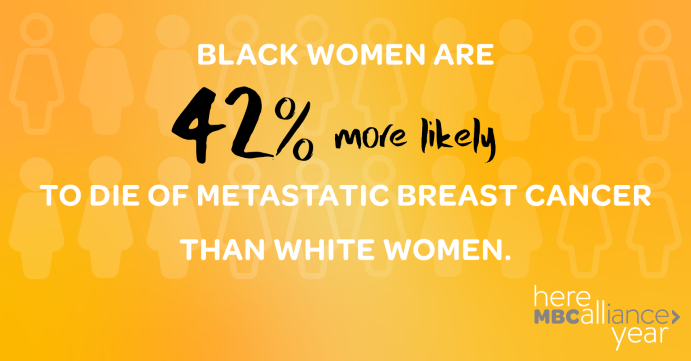 BLACK WOMEN ARE
42% more likely
TO DIE OF METASTATIC BREAST CANCER
THAN WHITE WOMEN.
here
MBCalliance>
year